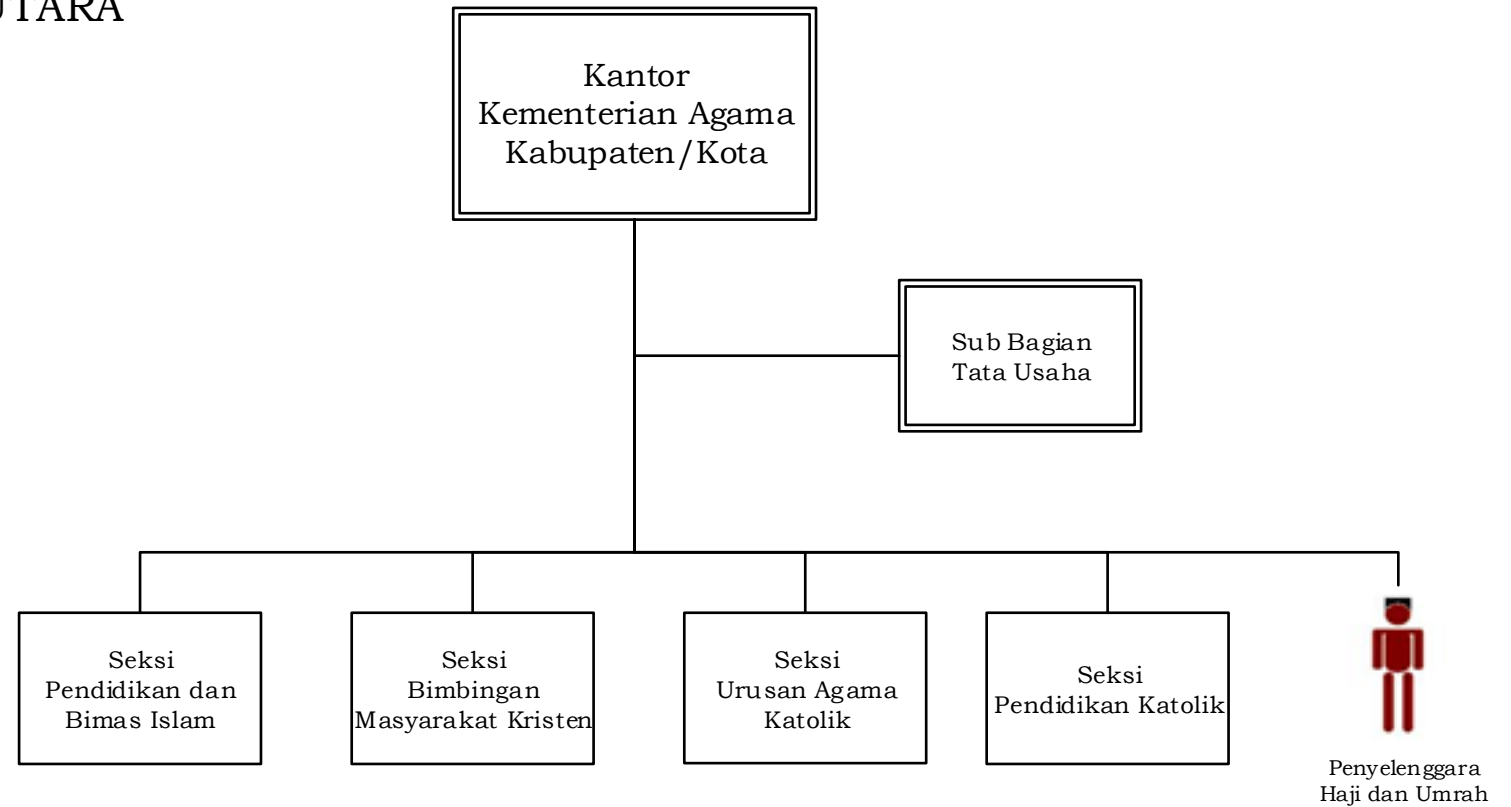 UTARA
Kantor
Kementerian Agama
Kabupaten/Kota
Sub Bagian
Tata Usaha
Seksi
Pendidikan dan
Bimas Islam
Seksi
Bimbingan
Masyarakat Kristen
Seksi
Urusan Agama
Katolik
Seksi
Pendidikan Katolik
Penyelenggara
Haji dan Umrah